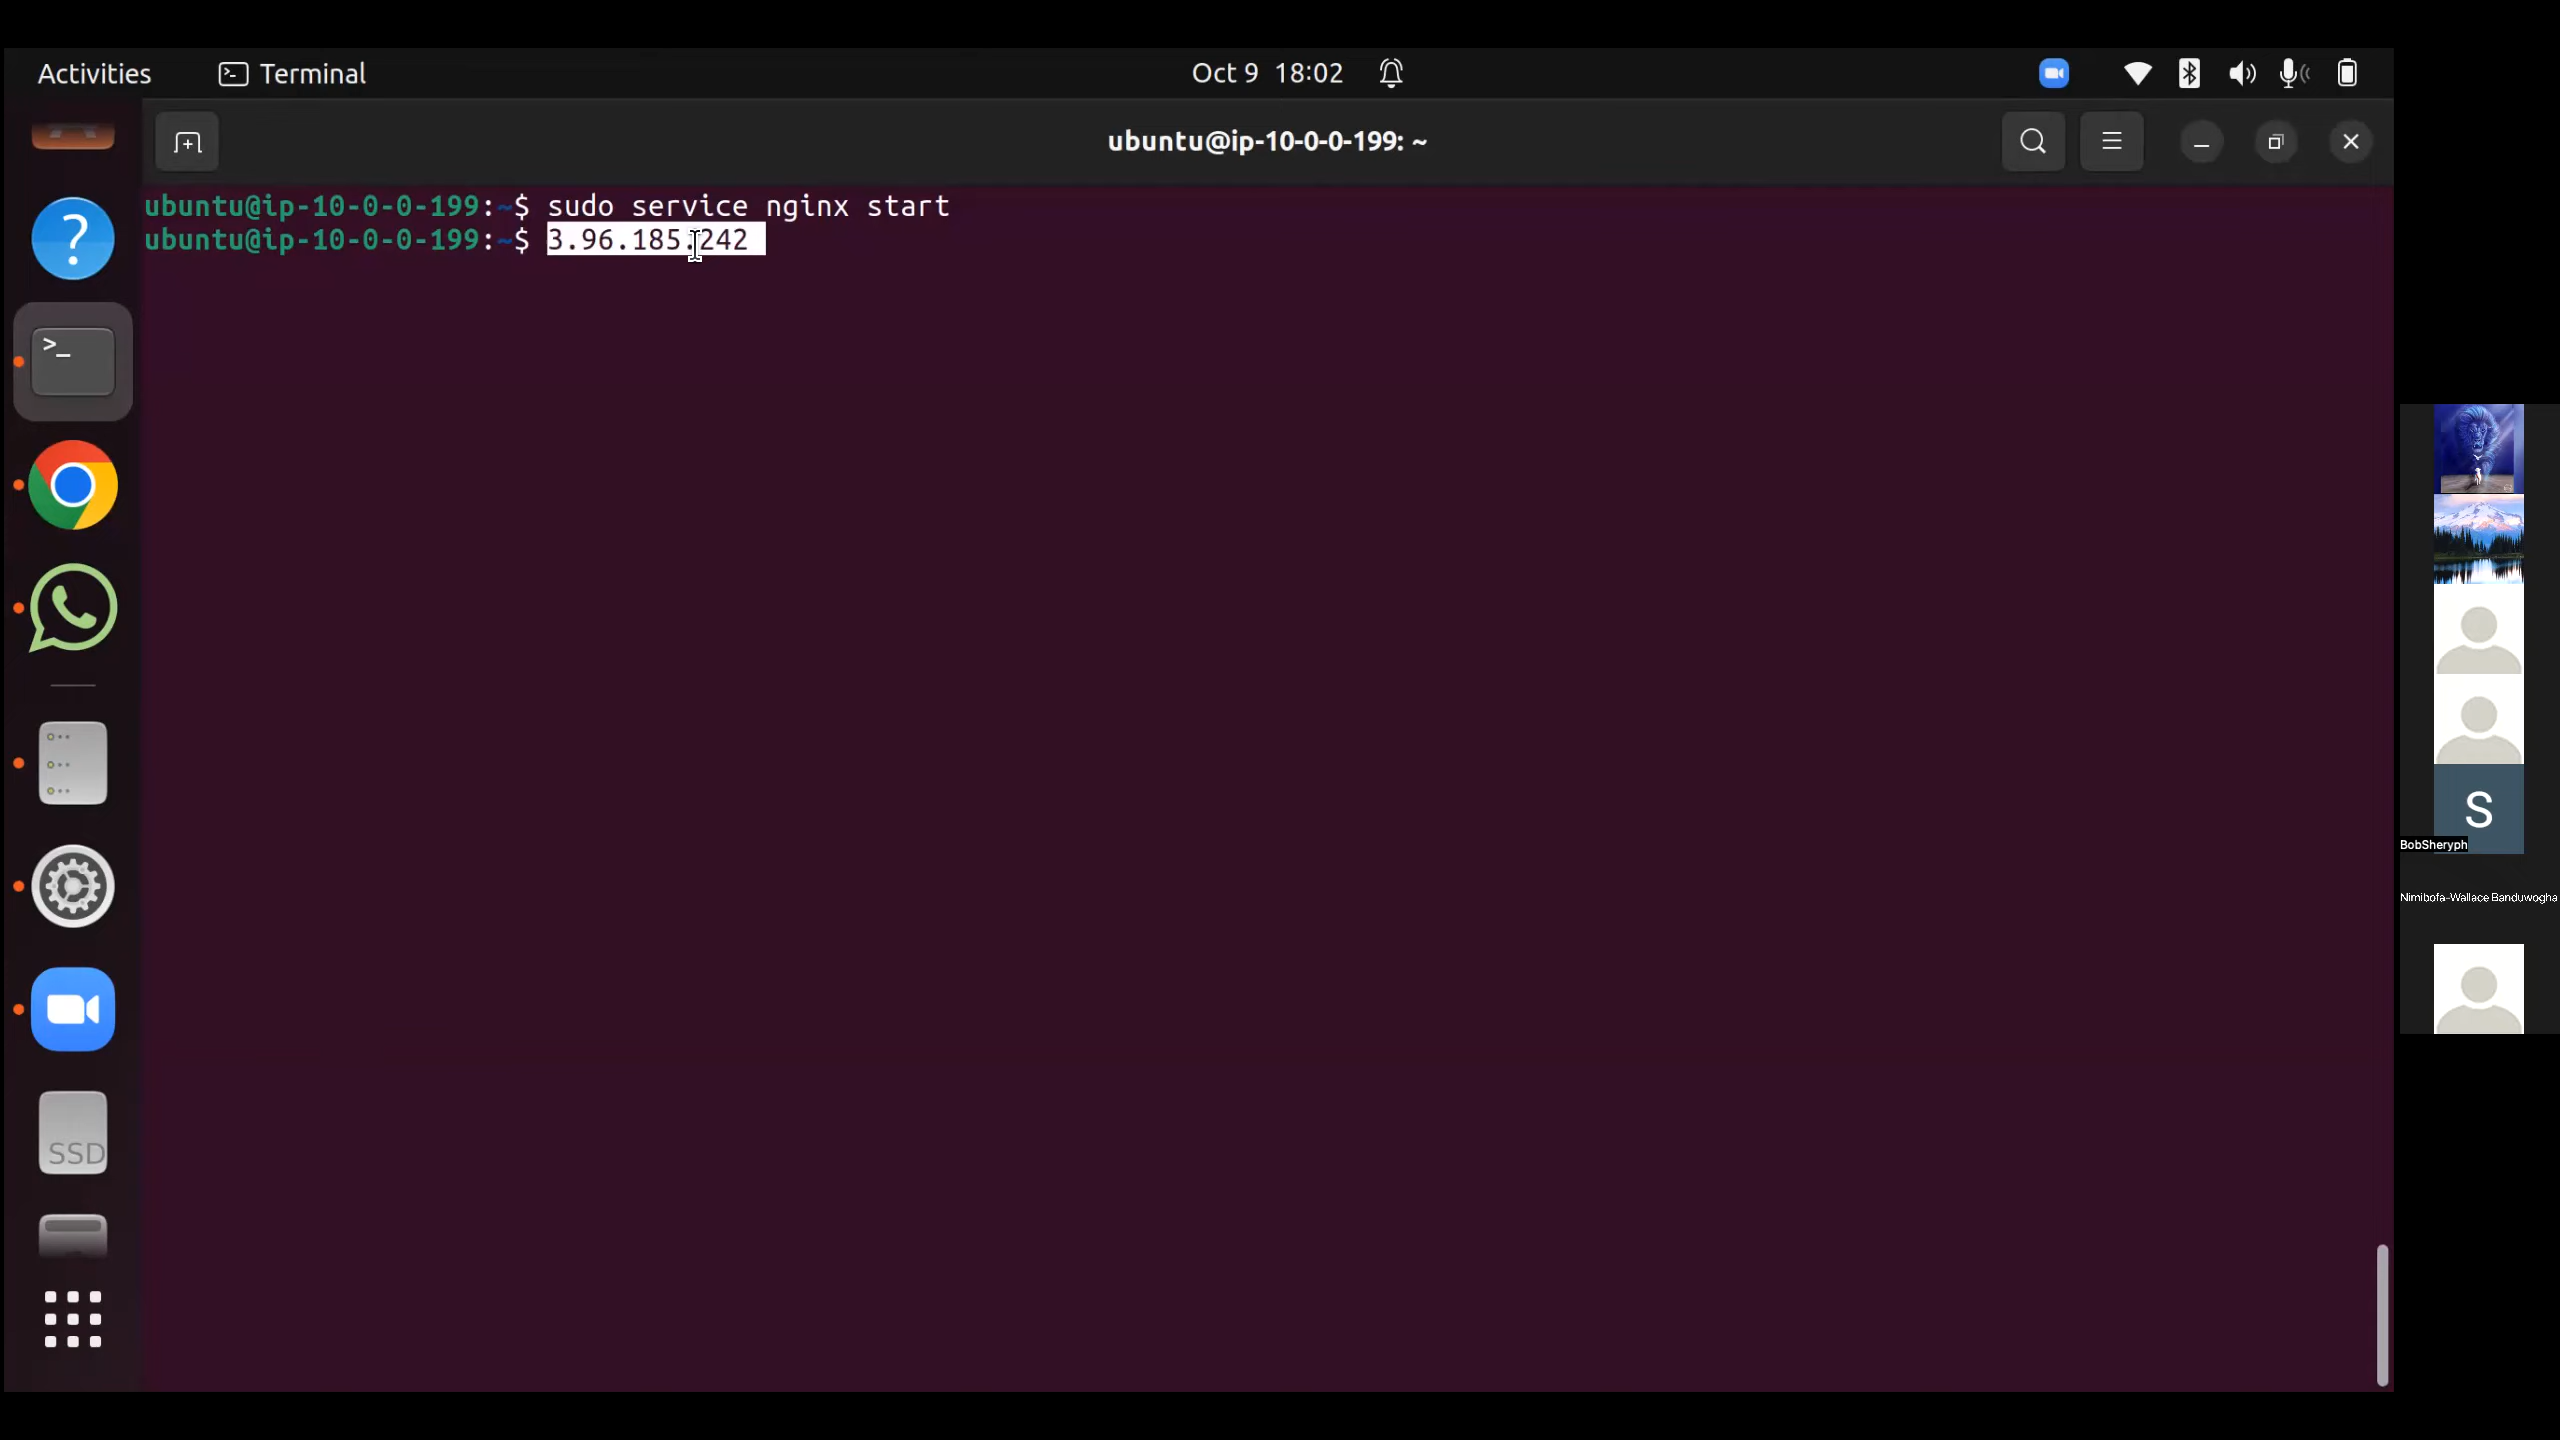 Activities
Terminal
Oct 9 18:02
ubuntu@ip-10-0-0-199: ~
ubuntu@ip-10-0-0-199:~$ sudo service nginx start
ubuntu@ip-10-0-0-199:~$ 3.96.185.242
?
>_
SSD
S
BobSheryph
Nimibofa-Wallace Banduwogha